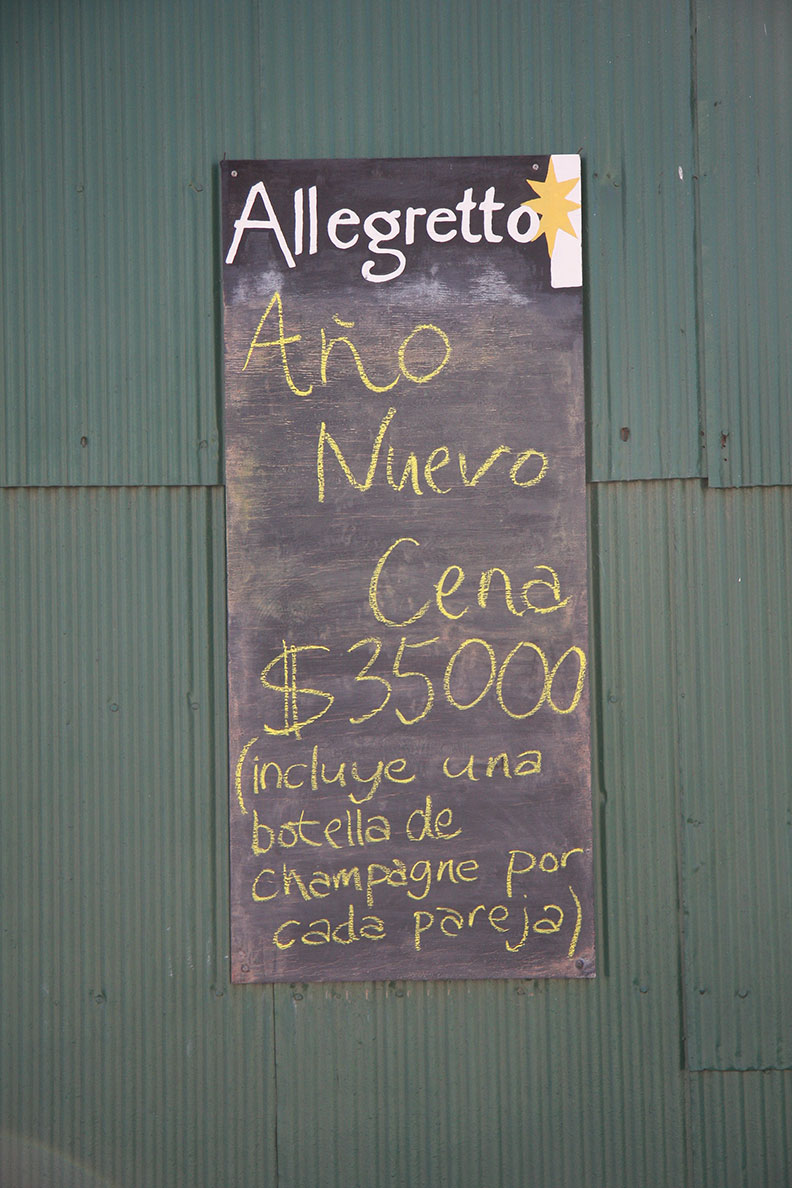 Allegretto
Año
Nuevo
Cena
$35000
(incluye una
botella de
champagne por
cada pareja)